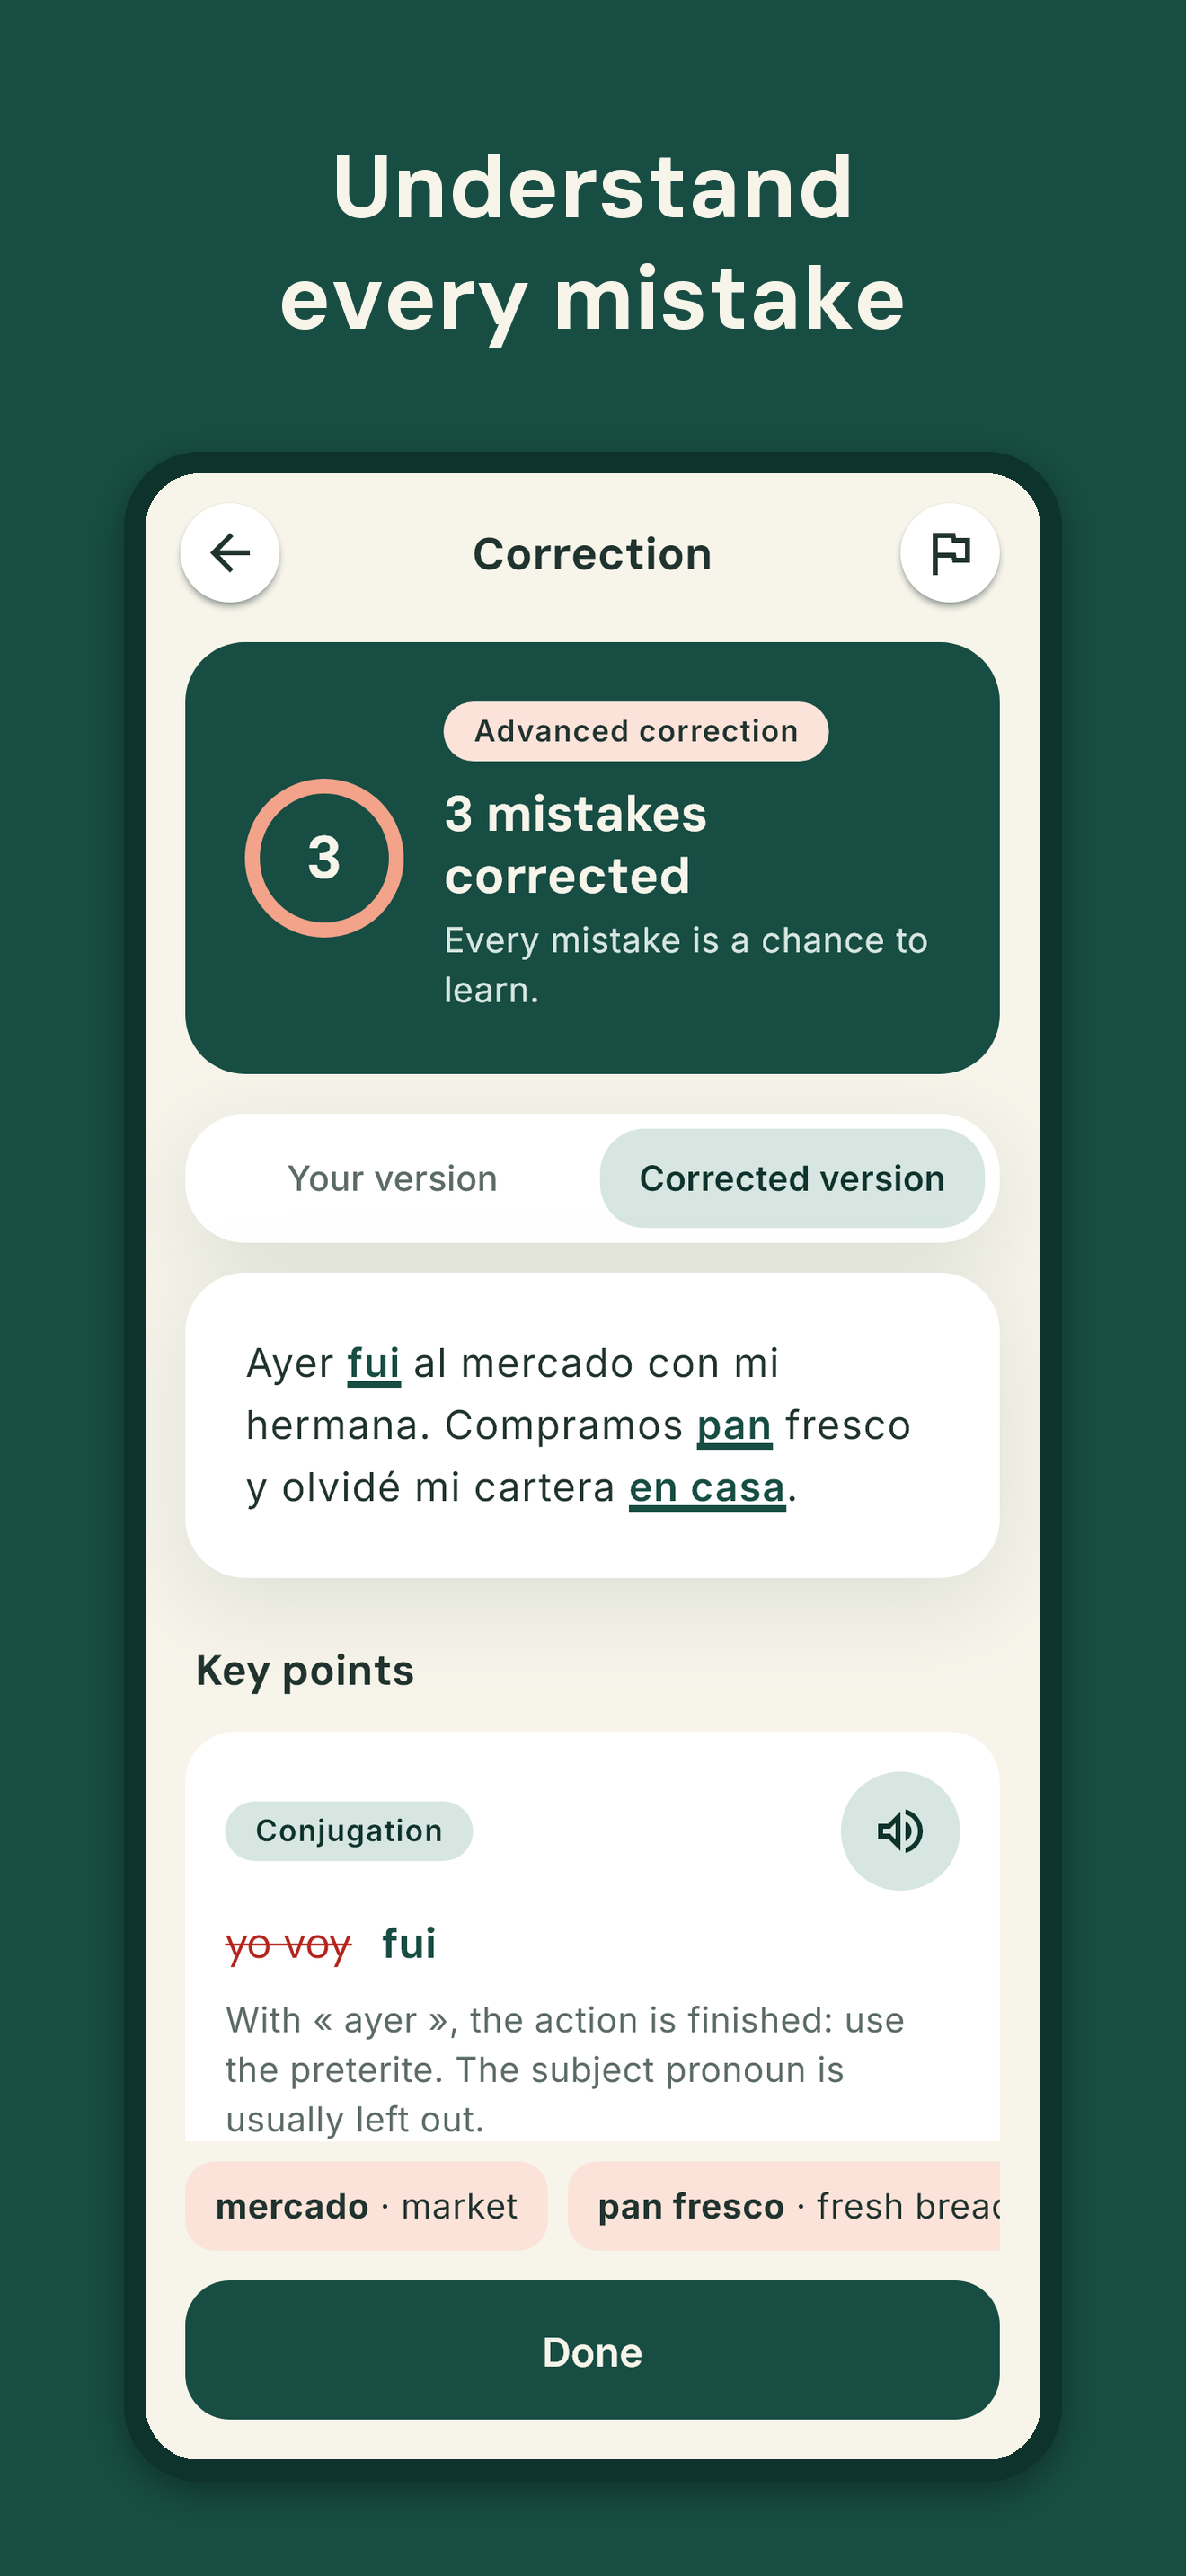 Understand
every mistake
Correction
Advanced correction
3
3 mistakes
corrected
Every mistake is a chance to
learn.
Your version
Corrected version
Ayer fui al mercado con mi
hermana. Compramos pan fresco
y olvidé mi cartera en casa.
Key points
Conjugation
yo voy fui
With « ayer », the action is finished: use
the preterite. The subject pronoun is
usually left out.
mercado · market
pan fresco · fresh bread
Done